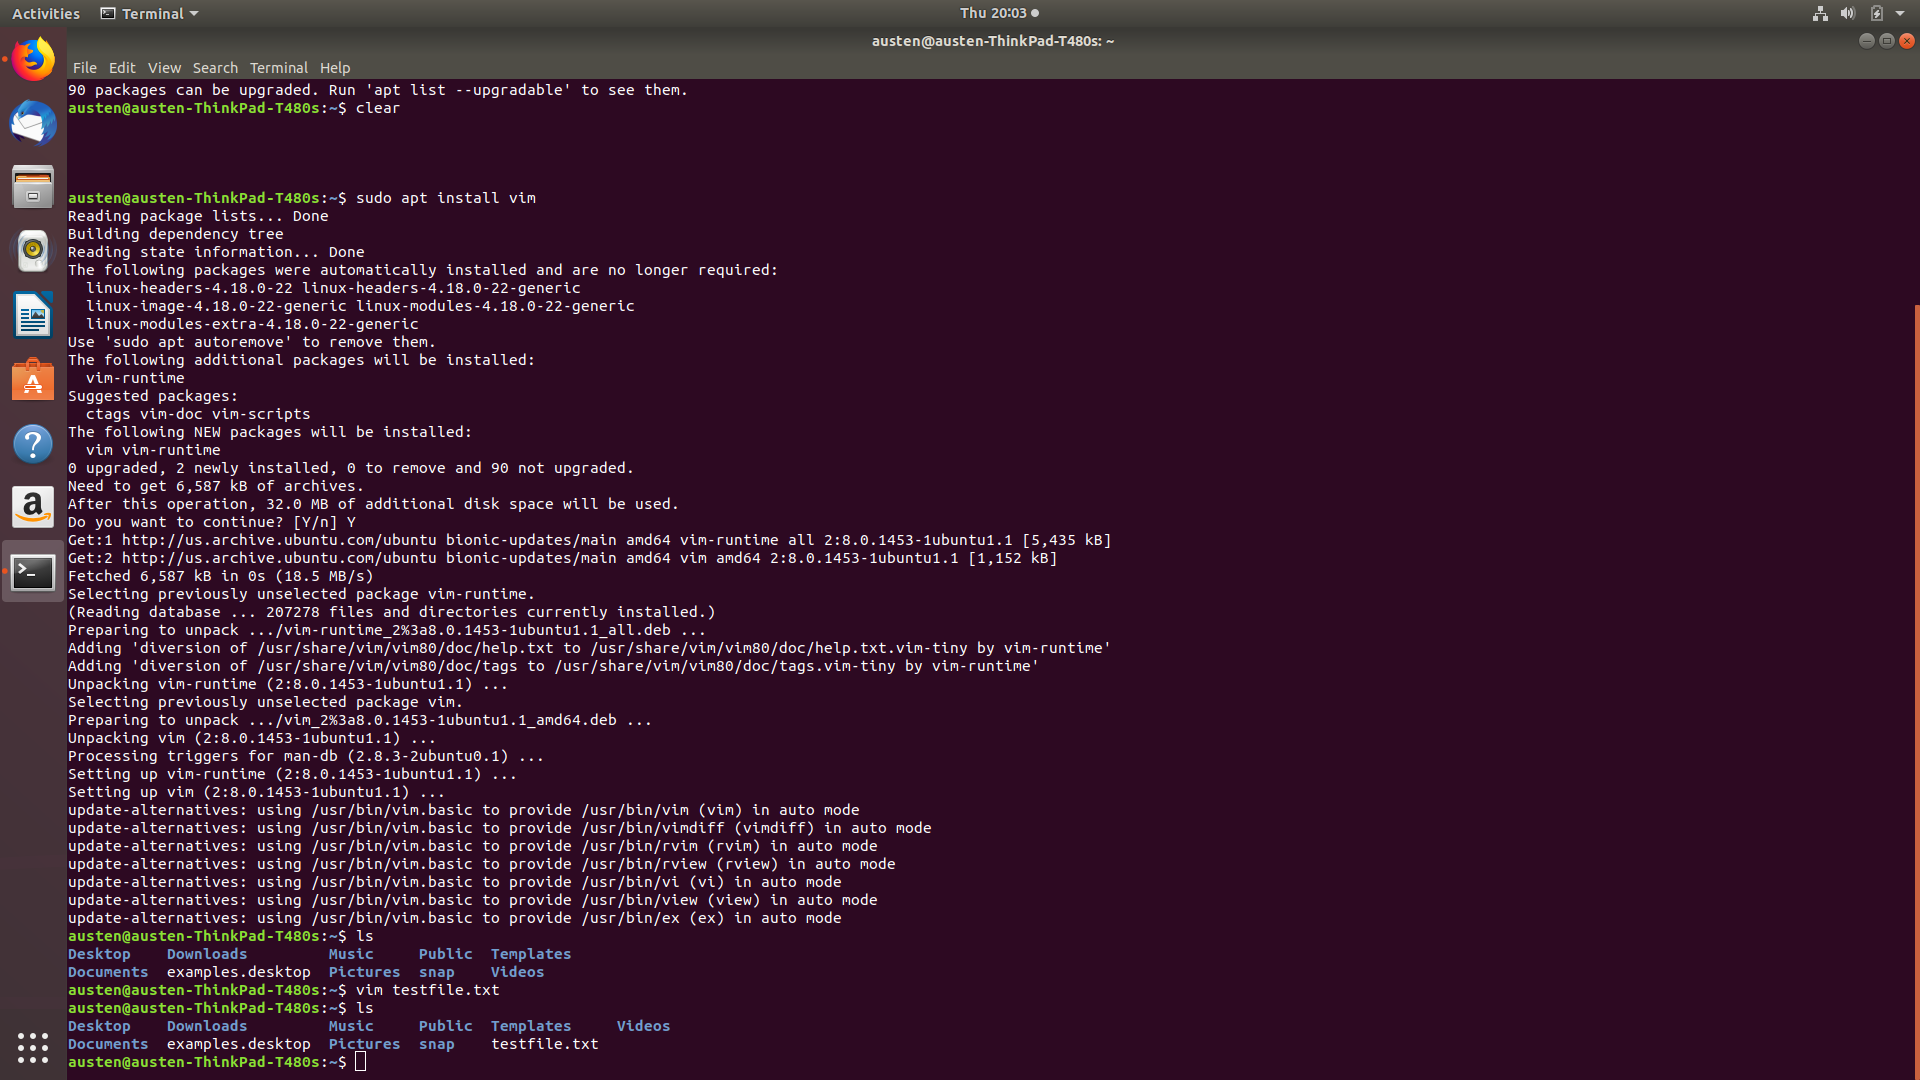 Activities Terminal Thu 20:03
austen@austen-ThinkPad-T480s: ~
File Edit View Search Terminal Help
90 packages can be upgraded. Run 'apt list --upgradable' to see them.
austen@austen-ThinkPad-T480s:~$ clear
austen@austen-ThinkPad-T480s:~$ sudo apt install vim
Reading package lists... Done
Building dependency tree
Reading state information... Done
The following packages were automatically installed and are no longer required:
  linux-headers-4.18.0-22 linux-headers-4.18.0-22-generic
  linux-image-4.18.0-22-generic linux-modules-4.18.0-22-generic
  linux-modules-extra-4.18.0-22-generic
Use 'sudo apt autoremove' to remove them.
The following additional packages will be installed:
  vim-runtime
Suggested packages:
  ctags vim-doc vim-scripts
The following NEW packages will be installed:
  vim vim-runtime
0 upgraded, 2 newly installed, 0 to remove and 90 not upgraded.
Need to get 6,587 kB of archives.
After this operation, 32.0 MB of additional disk space will be used.
Do you want to continue? [Y/n] Y
Get:1 http://us.archive.ubuntu.com/ubuntu bionic-updates/main amd64 vim-runtime all 2:8.0.1453-1ubuntu1.1 [5,435 kB]
Get:2 http://us.archive.ubuntu.com/ubuntu bionic-updates/main amd64 vim amd64 2:8.0.1453-1ubuntu1.1 [1,152 kB]
Fetched 6,587 kB in 0s (18.5 MB/s)
Selecting previously unselected package vim-runtime.
(Reading database ... 207278 files and directories currently installed.)
Preparing to unpack .../vim-runtime_2%3a8.0.1453-1ubuntu1.1_all.deb ...
Adding 'diversion of /usr/share/vim/vim80/doc/help.txt to /usr/share/vim/vim80/doc/help.txt.vim-tiny by vim-runtime'
Adding 'diversion of /usr/share/vim/vim80/doc/tags to /usr/share/vim/vim80/doc/tags.vim-tiny by vim-runtime'
Unpacking vim-runtime (2:8.0.1453-1ubuntu1.1) ...
Selecting previously unselected package vim.
Preparing to unpack .../vim_2%3a8.0.1453-1ubuntu1.1_amd64.deb ...
Unpacking vim (2:8.0.1453-1ubuntu1.1) ...
Processing triggers for man-db (2.8.3-2ubuntu0.1) ...
Setting up vim-runtime (2:8.0.1453-1ubuntu1.1) ...
Setting up vim (2:8.0.1453-1ubuntu1.1) ...
update-alternatives: using /usr/bin/vim.basic to provide /usr/bin/vim (vim) in auto mode
update-alternatives: using /usr/bin/vim.basic to provide /usr/bin/vimdiff (vimdiff) in auto mode
update-alternatives: using /usr/bin/vim.basic to provide /usr/bin/rvim (rvim) in auto mode
update-alternatives: using /usr/bin/vim.basic to provide /usr/bin/rview (rview) in auto mode
update-alternatives: using /usr/bin/vim.basic to provide /usr/bin/vi (vi) in auto mode
update-alternatives: using /usr/bin/vim.basic to provide /usr/bin/view (view) in auto mode
update-alternatives: using /usr/bin/vim.basic to provide /usr/bin/ex (ex) in auto mode
austen@austen-ThinkPad-T480s:~$ ls
Desktop    Downloads         Music     Public  Templates
Documents  examples.desktop  Pictures  snap    Videos
austen@austen-ThinkPad-T480s:~$ vim testfile.txt
austen@austen-ThinkPad-T480s:~$ ls
Desktop    Downloads         Music     Public  Templates     Videos
Documents  examples.desktop  Pictures  snap    testfile.txt
austen@austen-ThinkPad-T480s:~$